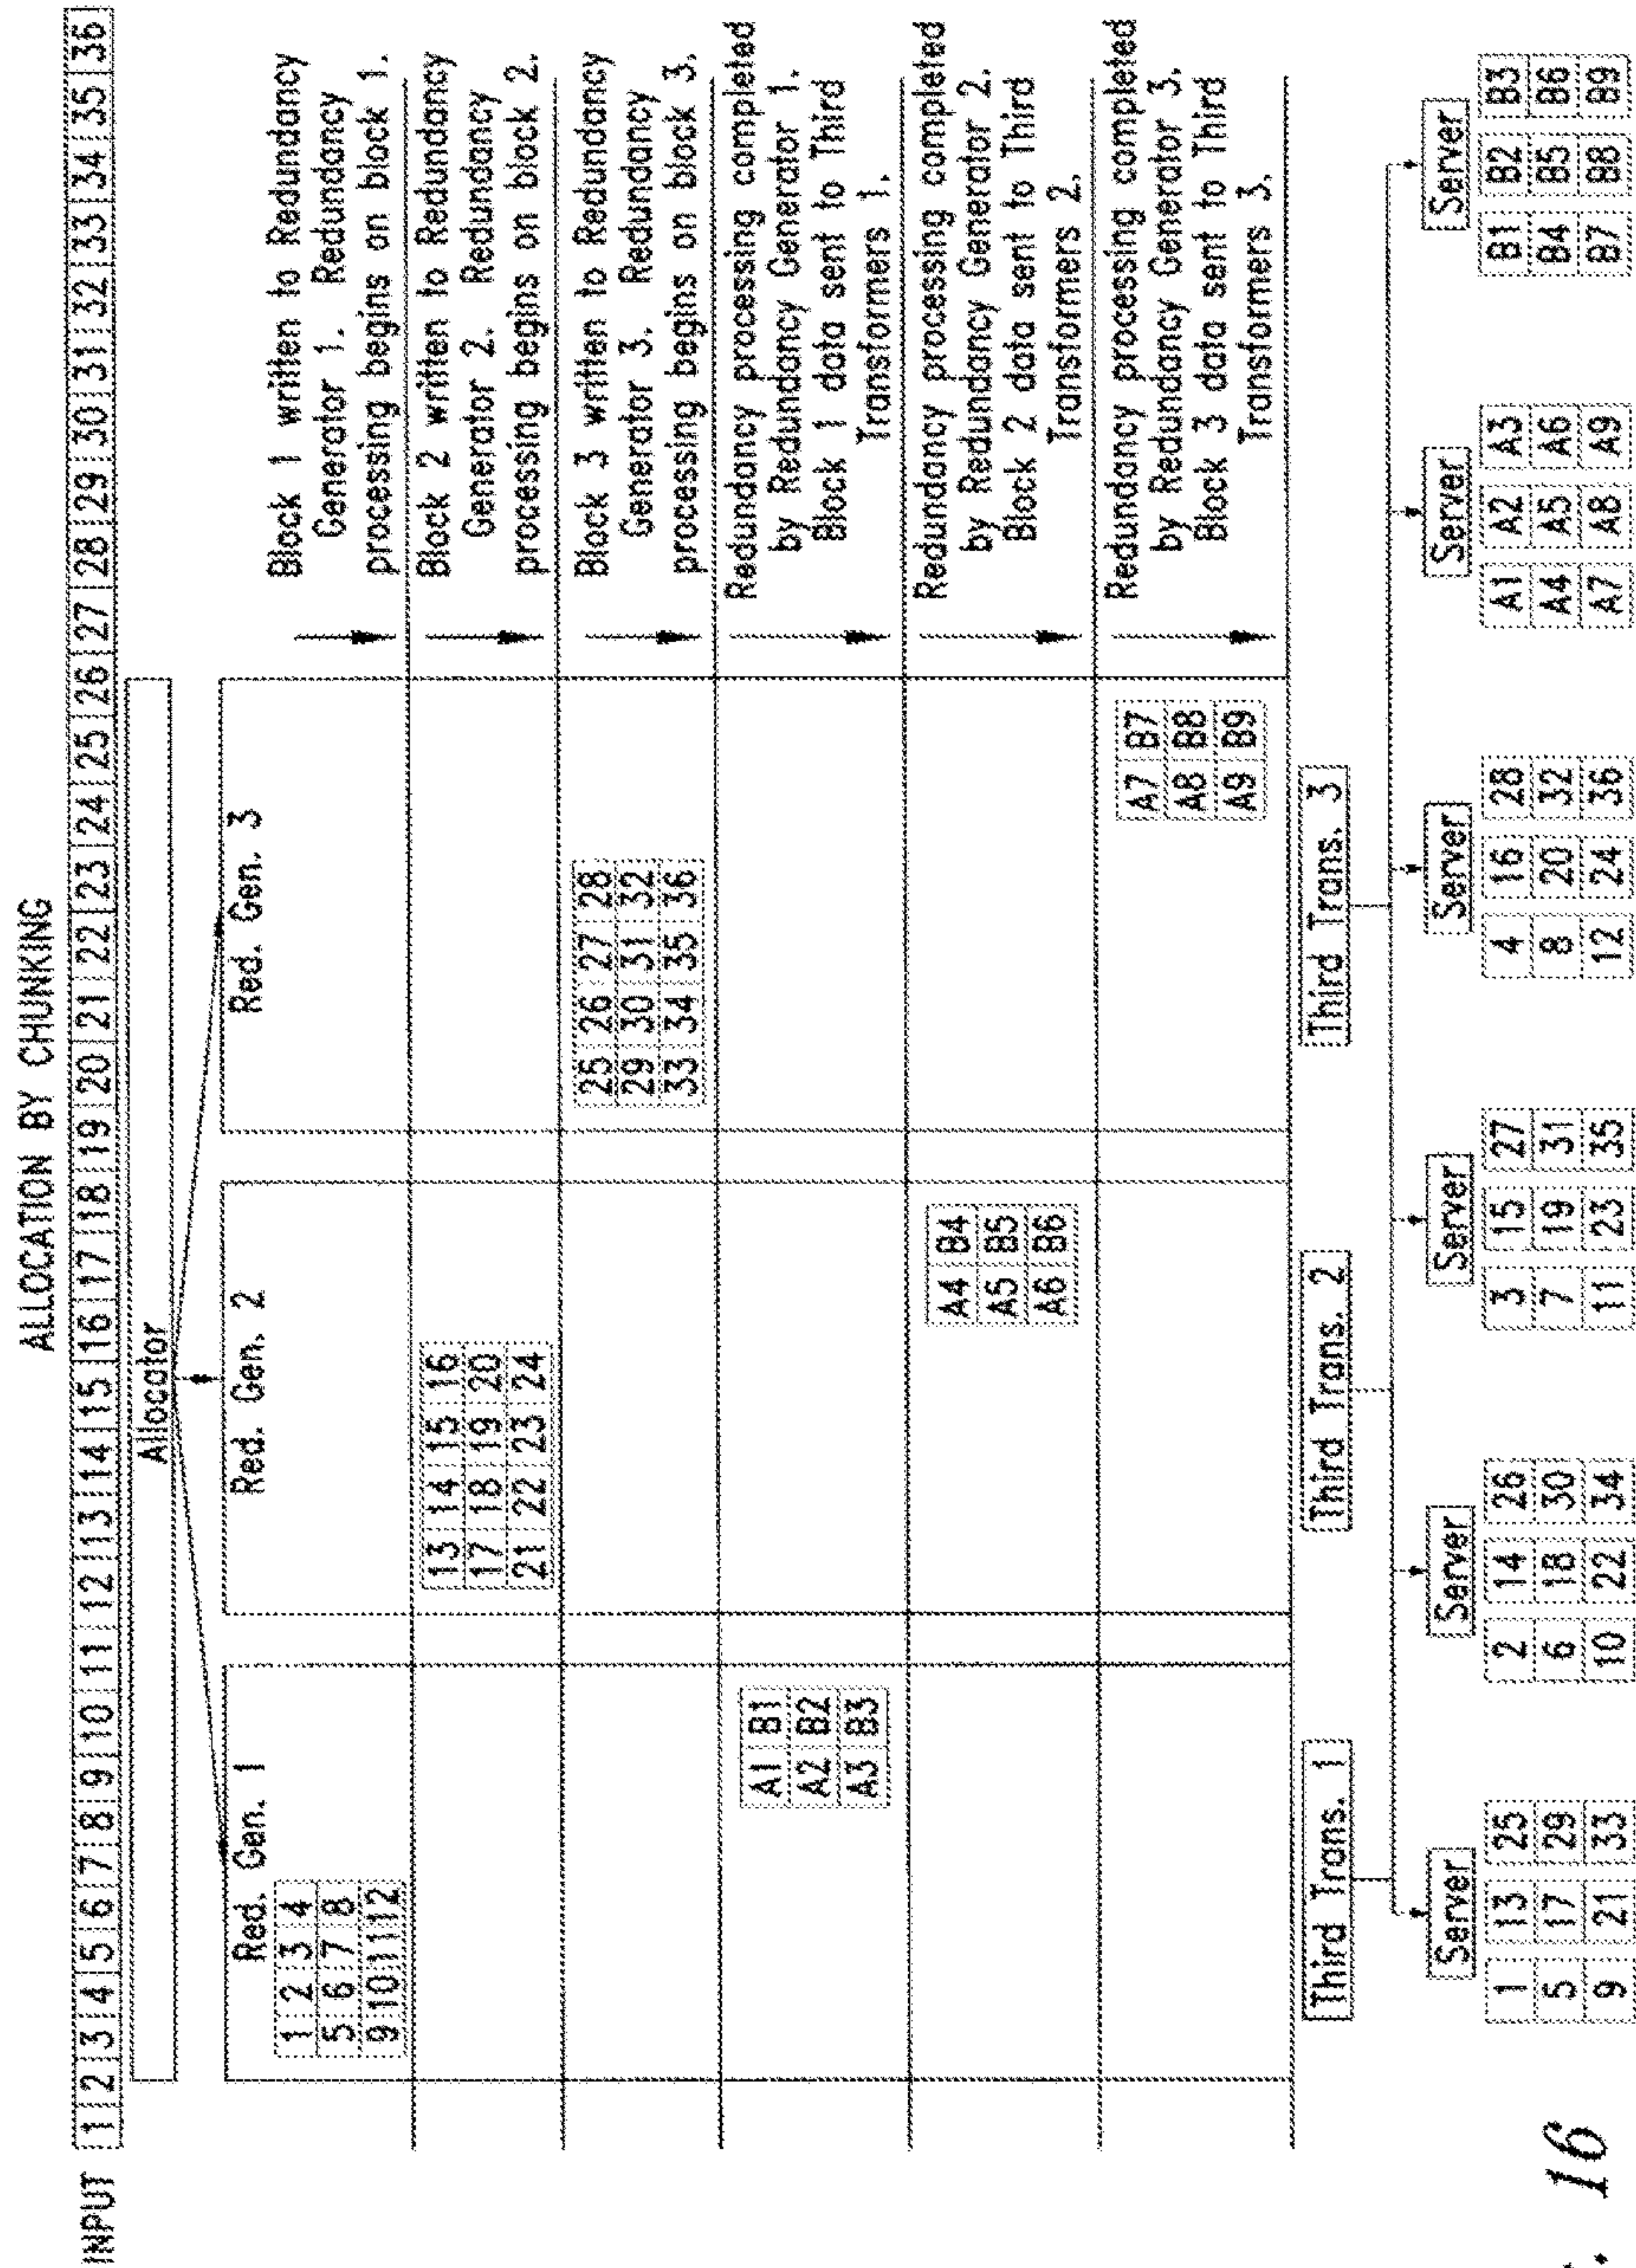 ALLOCATION BY CHUNKING
INPUT 1 2 3 4 5 6 7 8 9 10 11 12 13 14 15 16 17 18 19 20 21 22 23 24 25 26 27 28 29 30 31 32 33 34 35 36
Allocator
Red. Gen. 1
Red. Gen. 2
Red. Gen. 3
1 2 3 4
5 6 7 8
9 10 11 12
Block 1 written to Redundancy
Generator 1. Redundancy
processing begins on block 1.
13 14 15 16
17 18 19 20
21 22 23 24
Block 2 written to Redundancy
Generator 2. Redundancy
processing begins on block 2.
25 26 27 28
29 30 31 32
33 34 35 36
Block 3 written to Redundancy
Generator 3. Redundancy
processing begins on block 3.
A1 B1
A2 B2
A3 B3
Redundancy processing completed
by Redundancy Generator 1.
Block 1 data sent to Third
Transformers 1.
A4 B4
A5 B5
A6 B6
Redundancy processing completed
by Redundancy Generator 2.
Block 2 data sent to Third
Transformers 2.
A7 B7
A8 B8
A9 B9
Redundancy processing completed
by Redundancy Generator 3.
Block 3 data sent to Third
Transformers 3.
Third Trans. 1
Third Trans. 2
Third Trans. 3
Server
1 13 25
5 17 29
9 21 33
Server
2 14 26
6 18 30
10 22 34
Server
3 15 27
7 19 31
11 23 35
Server
4 16 28
8 20 32
12 24 36
Server
A1 A2 A3
A4 A5 A6
A7 A8 A9
Server
B1 B2 B3
B4 B5 B6
B7 B8 B9
16